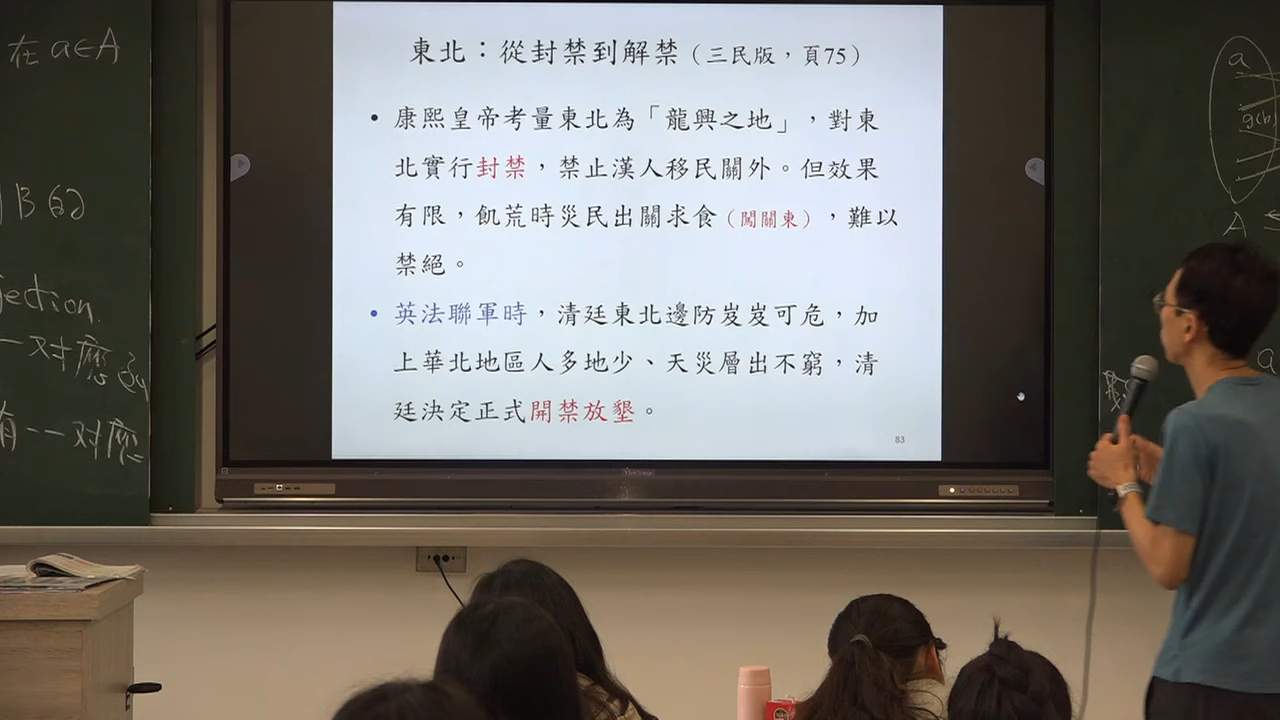 在 a∈A
B 的
jection.
一对應
有一一对應
東北：從封禁到解禁（三民版，頁75）
• 康熙皇帝考量東北為「龍興之地」，對東
北實行封禁，禁止漢人移民關外。但效果
有限，飢荒時災民出關求食（闖關東），難以
禁絕。
• 英法聯軍時，清廷東北邊防岌岌可危，加
上華北地區人多地少、天災層出不窮，清
廷決定正式開禁放墾。
83
ViewSonic
a
g(b)
A
a